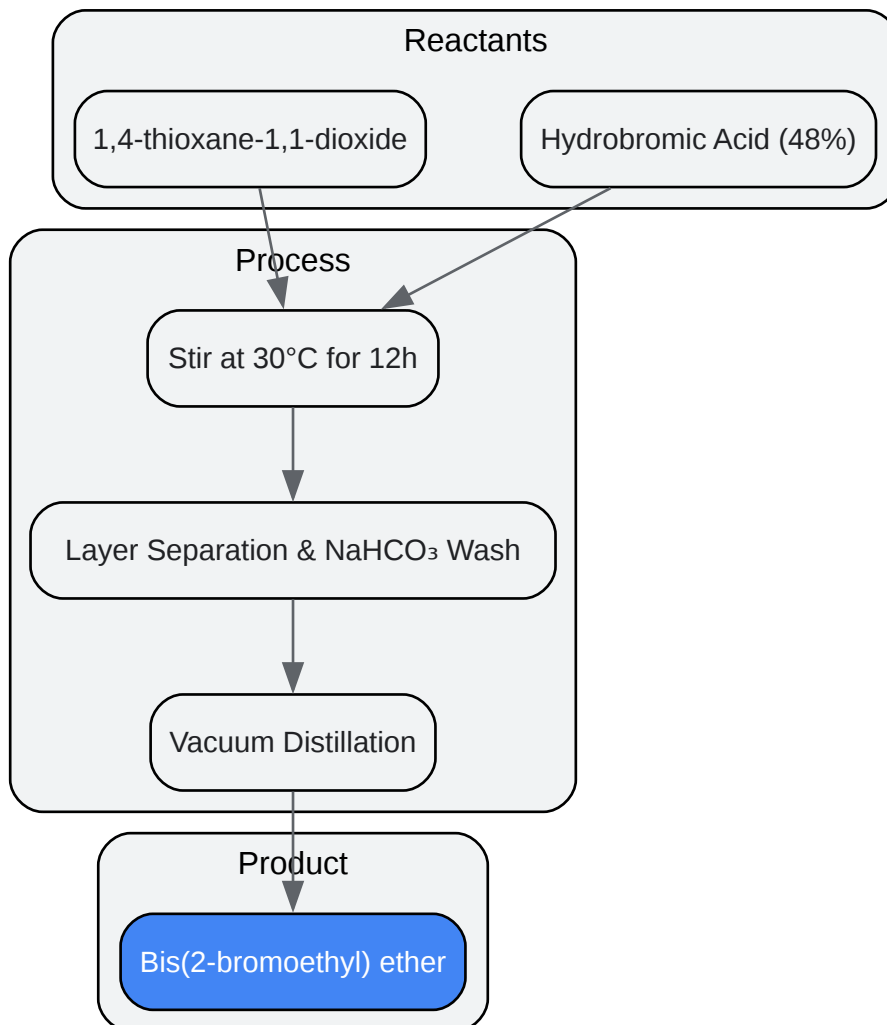 Reactants
1,4-thioxane-1,1-dioxide
Hydrobromic Acid (48%)
Process
Stir at 30°C for 12h
Layer Separation & NaHCO₃ Wash
Vacuum Distillation
Product
Bis(2-bromoethyl) ether